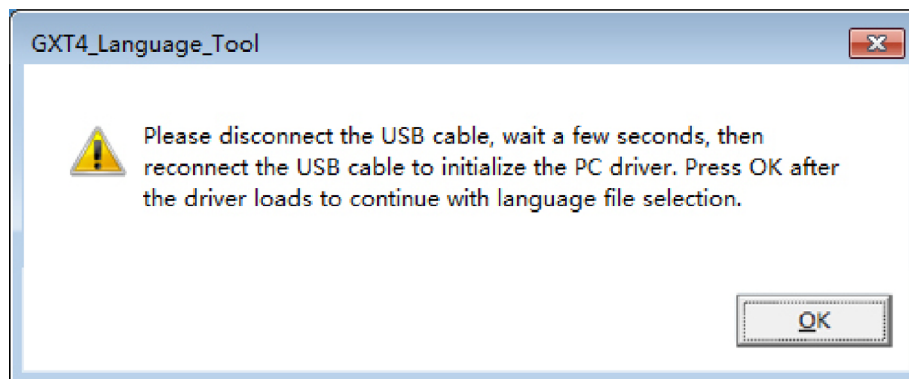 GXT4_Language_Tool
Please disconnect the USB cable, wait a few seconds, then
reconnect the USB cable to initialize the PC driver. Press OK after
the driver loads to continue with language file selection.
OK